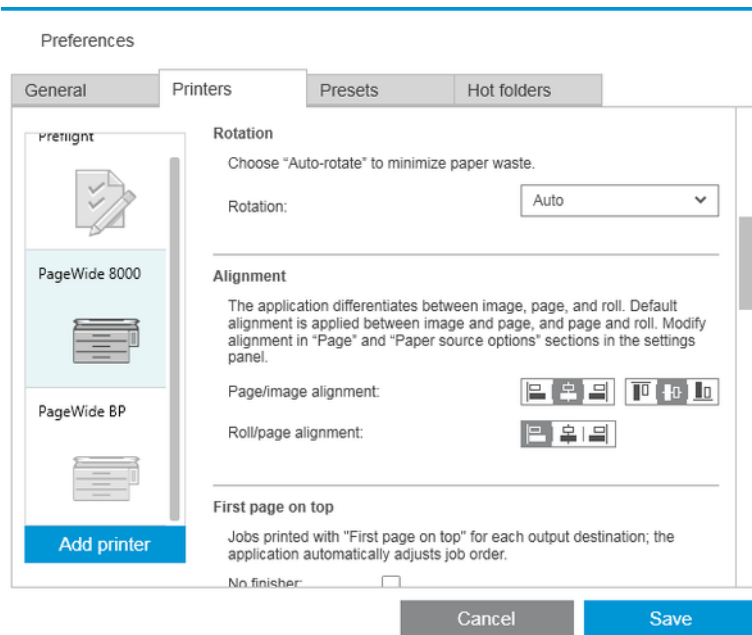 Preferences
General
Printers
Presets
Hot folders
Preflight
PageWide 8000
PageWide BP
Add printer
Rotation
Choose “Auto-rotate” to minimize paper waste.
Rotation:
Auto
Alignment
The application differentiates between image, page, and roll. Default
alignment is applied between image and page, and page and roll. Modify
alignment in “Page” and “Paper source options” sections in the settings
panel.
Page/image alignment:
Roll/page alignment:
First page on top
Jobs printed with "First page on top" for each output destination; the
application automatically adjusts job order.
No finisher:
Cancel
Save